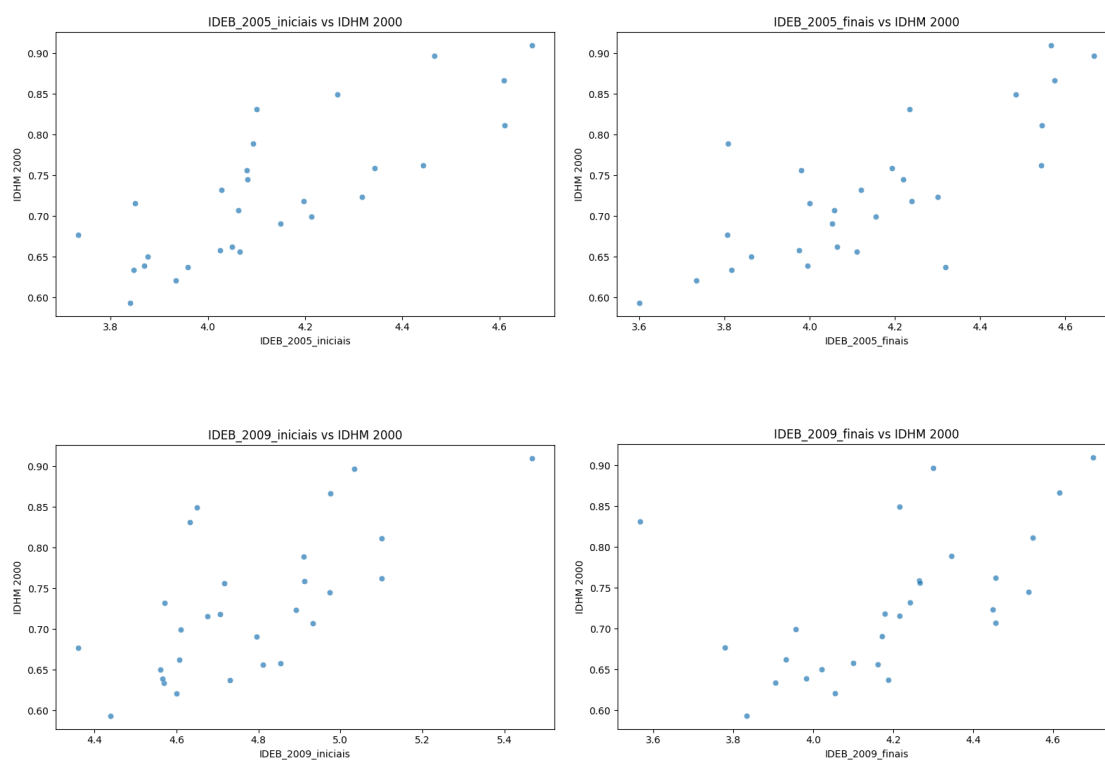 IDEB_2005_iniciais vs IDHM 2000
0.90
0.85
0.80
0.75
0.70
0.65
0.60
IDHM 2000
3.8 4.0 4.2 4.4 4.6
IDEB_2005_iniciais
IDEB_2005_finais vs IDHM 2000
0.90
0.85
0.80
0.75
0.70
0.65
0.60
IDHM 2000
3.6 3.8 4.0 4.2 4.4 4.6
IDEB_2005_finais
IDEB_2009_iniciais vs IDHM 2000
0.90
0.85
0.80
0.75
0.70
0.65
0.60
IDHM 2000
4.4 4.6 4.8 5.0 5.2 5.4
IDEB_2009_iniciais
IDEB_2009_finais vs IDHM 2000
0.90
0.85
0.80
0.75
0.70
0.65
0.60
IDHM 2000
3.6 3.8 4.0 4.2 4.4 4.6
IDEB_2009_finais